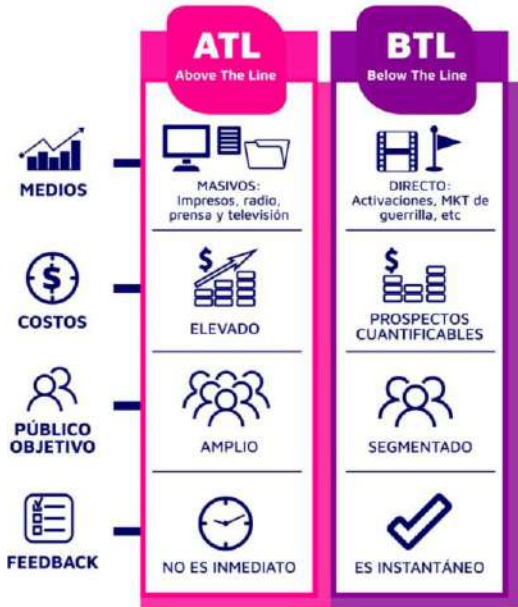 ATL
Above The Line
BTL
Below The Line
MEDIOS
MASIVOS:
Impresos, radio,
prensa y televisión
DIRECTO:
Activaciones, MKT de
guerrilla, etc
COSTOS
$
$
$
ELEVADO
PROSPECTOS
CUANTIFICABLES
PÚBLICO
OBJETIVO
AMPLIO
SEGMENTADO
FEEDBACK
NO ES INMEDIATO
ES INSTANTÁNEO